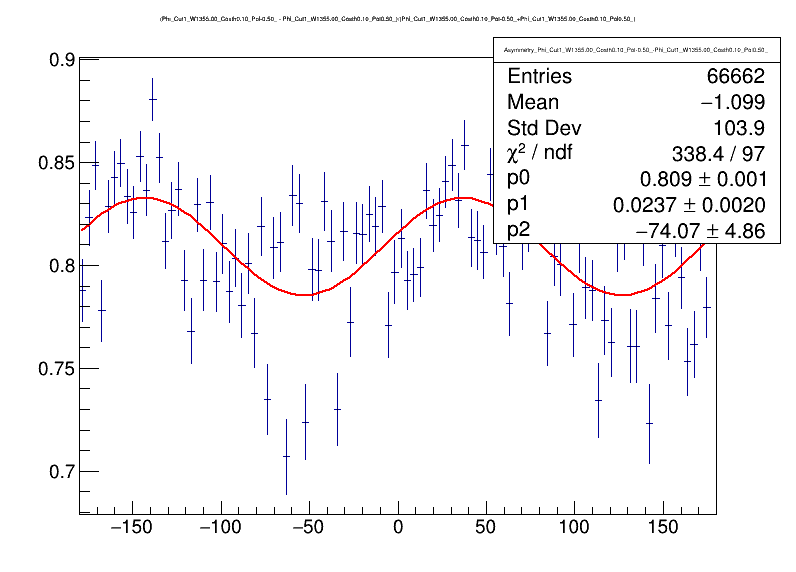 (Phi_Cut1_W1355.00_Costh0.10_Pol-0.50_ - Phi_Cut1_W1355.00_Costh0.10_Pol0.50_)/(Phi_Cut1_W1355.00_Costh0.10_Pol-0.50_+Phi_Cut1_W1355.00_Costh0.10_Pol0.50_)
Asymmetry_Phi_Cut1_W1355.00_Costh0.10_Pol-0.50_-Phi_Cut1_W1355.00_Costh0.10_Pol0.50_
Entries 66662
Mean −1.099
Std Dev 103.9
χ² / ndf 338.4 / 97
p0 0.809 ± 0.001
p1 0.0237 ± 0.0020
p2 −74.07 ± 4.86
0.9
0.85
0.8
0.75
0.7
−150 −100 −50 0 50 100 150